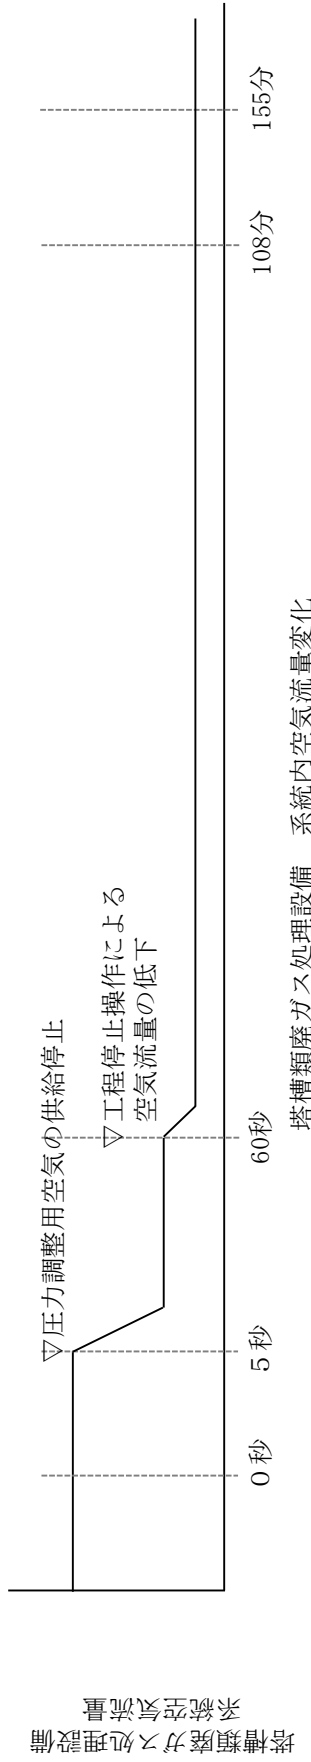 塔槽類廃ガス処理設備
系統空気流量
▽圧力調整用空気の供給停止
▽工程停止操作による
空気流量の低下
0秒
5秒
60秒
108分
155分
塔槽類廃ガス処理設備 系統内空気流量変化